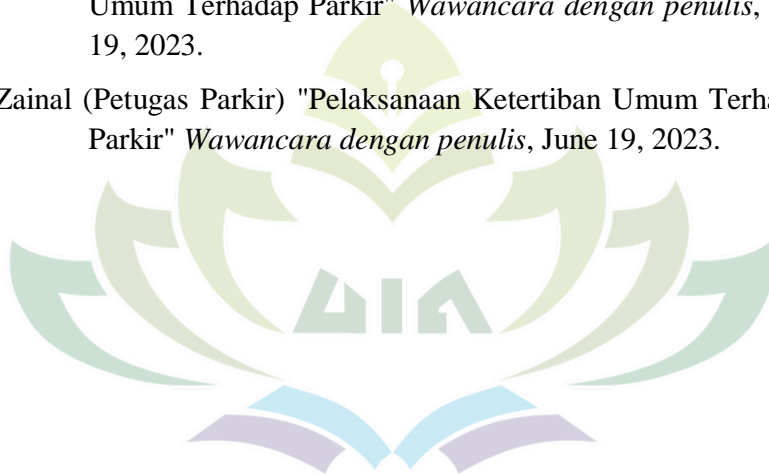 Umum Terhadap Parkir" Wawancara dengan penulis,
19, 2023.
Zainal (Petugas Parkir) "Pelaksanaan Ketertiban Umum
Parkir" Wawancara dengan penulis, June 19, 2023.
UIN